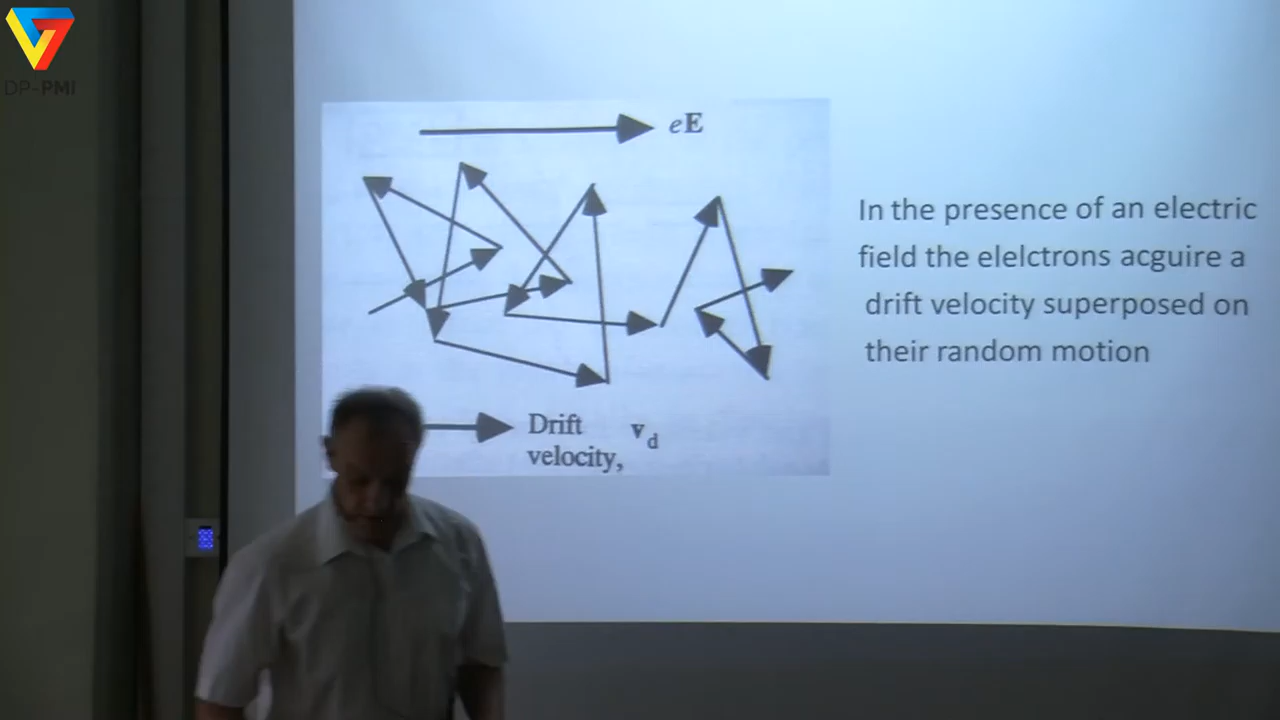 DP-PMI
eE
In the presence of an electric
field the elelctrons acguire a
drift velocity superposed on
their random motion
Drift v_d
velocity,